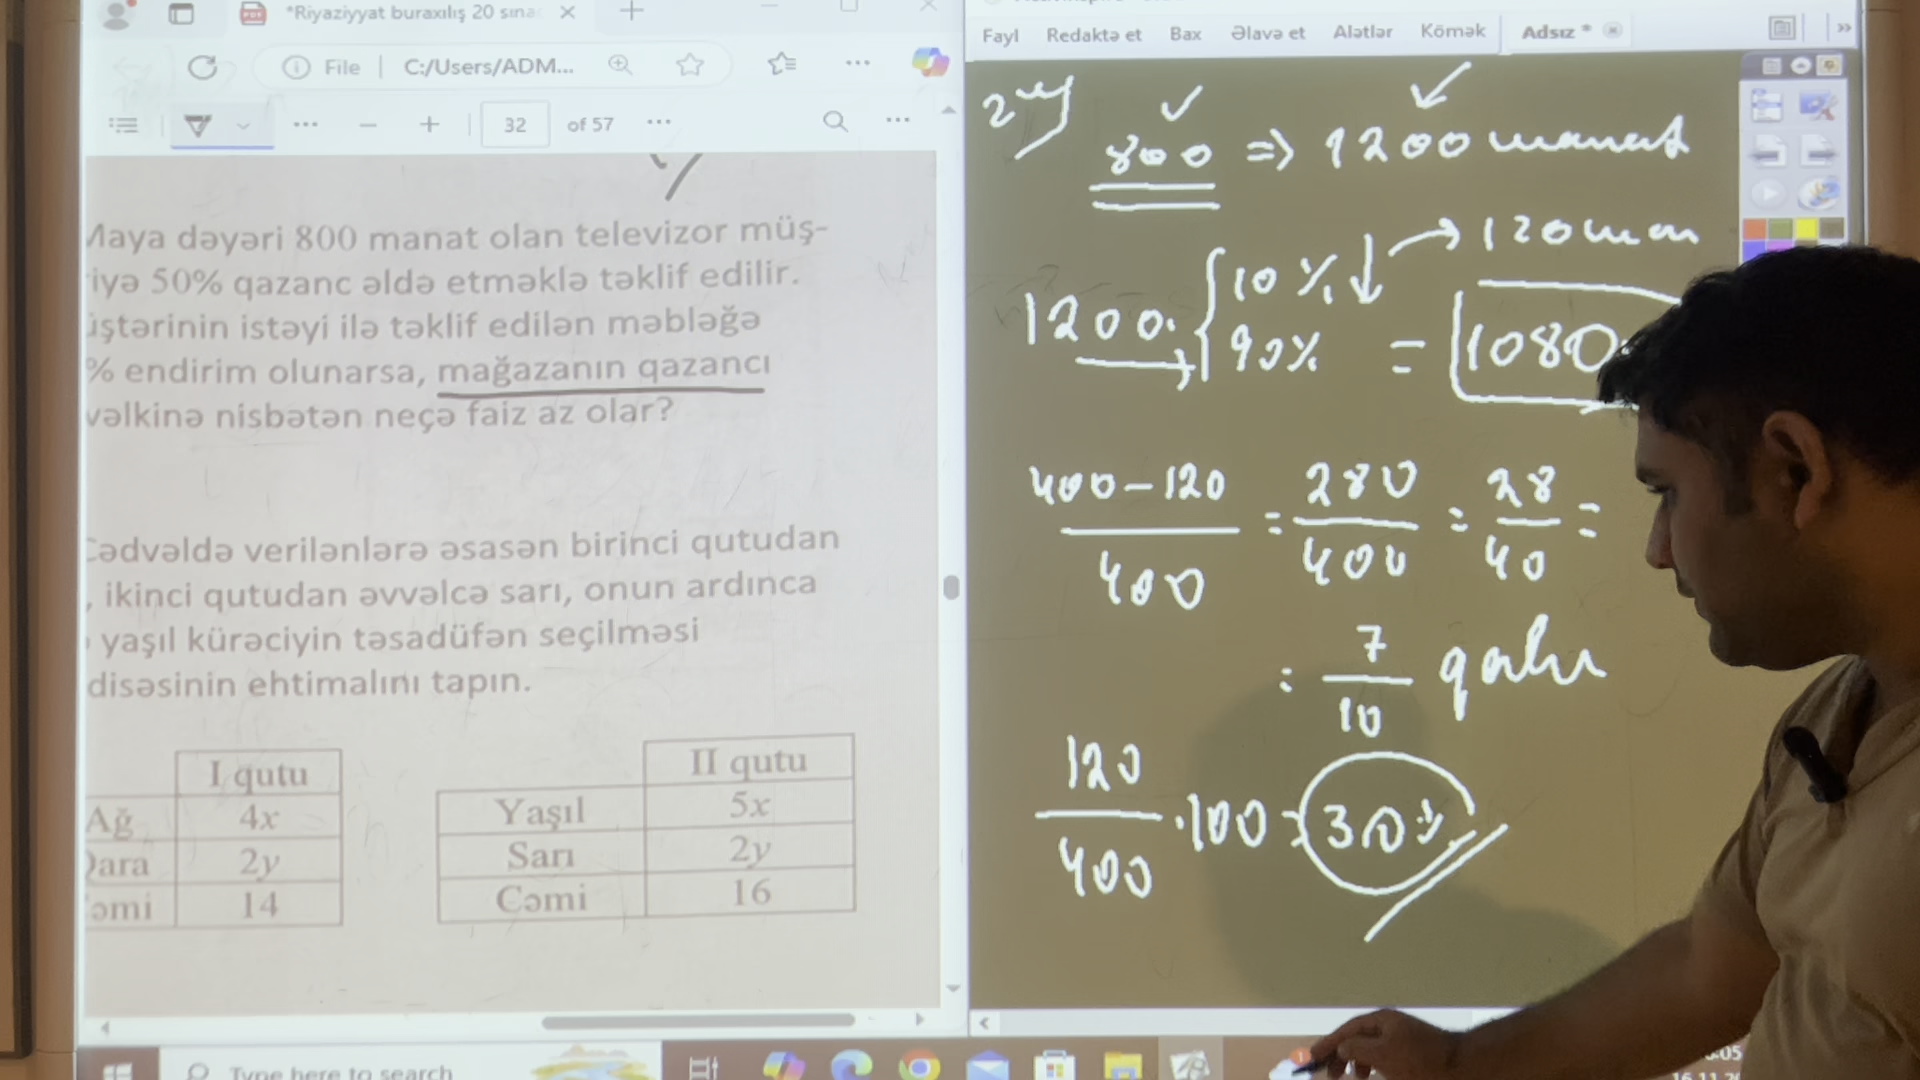 *Riyaziyyat buraxılış 20 sına
File
C:/Users/ADM...
32 of 57
Maya dəyəri 800 manat olan televizor müş-
iyə 50% qazanc əldə etməklə təklif edilir.
üştərinin istəyi ilə təklif edilən məbləğə
% endirim olunarsa, mağazanın qazancı
vəlkinə nisbətən neçə faiz az olar?
Cədvəldə verilənlərə əsasən birinci qutudan
, ikinci qutudan əvvəlcə sarı, onun ardınca
yaşıl kürəciyin təsadüfən seçilməsi
disəsinin ehtimalını tapın.
I qutu
Ağ 4x
Qara 2y
əmi 14
II qutu
Yaşıl 5x
Sarı 2y
Cəmi 16
Type here to search
Fayl Redaktə et Bax Əlavə et Alətlər Kömək Adsız *
800 => 1200 manat
1200. { 10% ↓ → 120 man
90% = 1080
400-120/400 = 280/400 = 28/40 =
= 7/10 qalır
120/400 · 100 = 30%